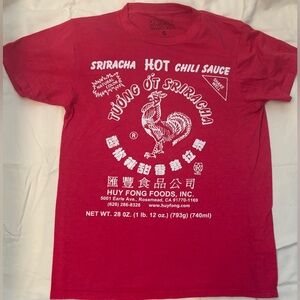 SRIRACHA HOT CHILI SAUCE
TƯƠNG ỚT SRIRACHA
匯豐食品公司
HUY FONG FOODS, INC.
5001 Earle Ave., Rosemead, CA 91770-1169
(626) 286-8328 www.huyfong.com
NET WT. 28 OZ. (1 lb. 12 oz.) (793g) (740ml)